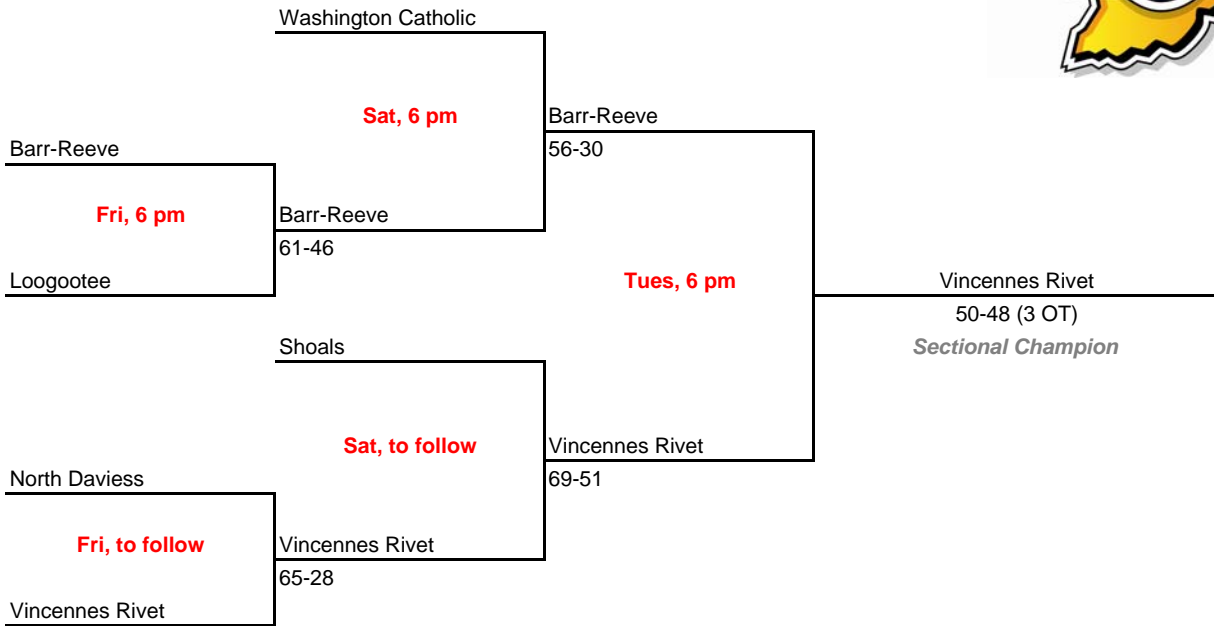 Washington Catholic
Sat, 6 pm
Barr-Reeve
Barr-Reeve
56-30
Fri, 6 pm
Barr-Reeve
61-46
Loogootee
Tues, 6 pm
Vincennes Rivet
50-48 (3 OT)
Shoals
Sectional Champion
Sat, to follow
Vincennes Rivet
North Daviess
69-51
Fri, to follow
Vincennes Rivet
65-28
Vincennes Rivet